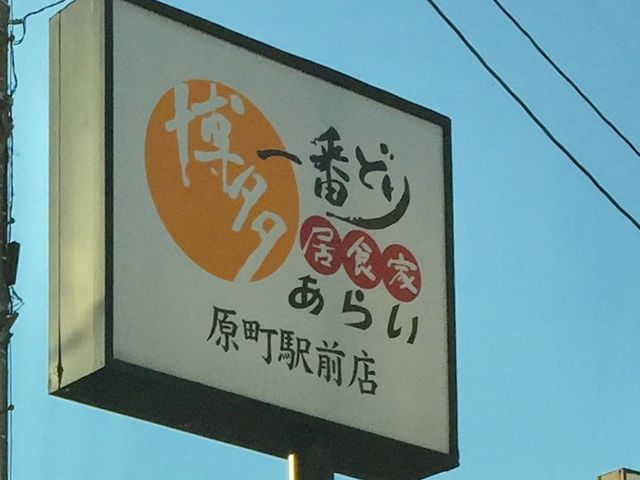 博多
一番どり
居食家
あらい
原町駅前店